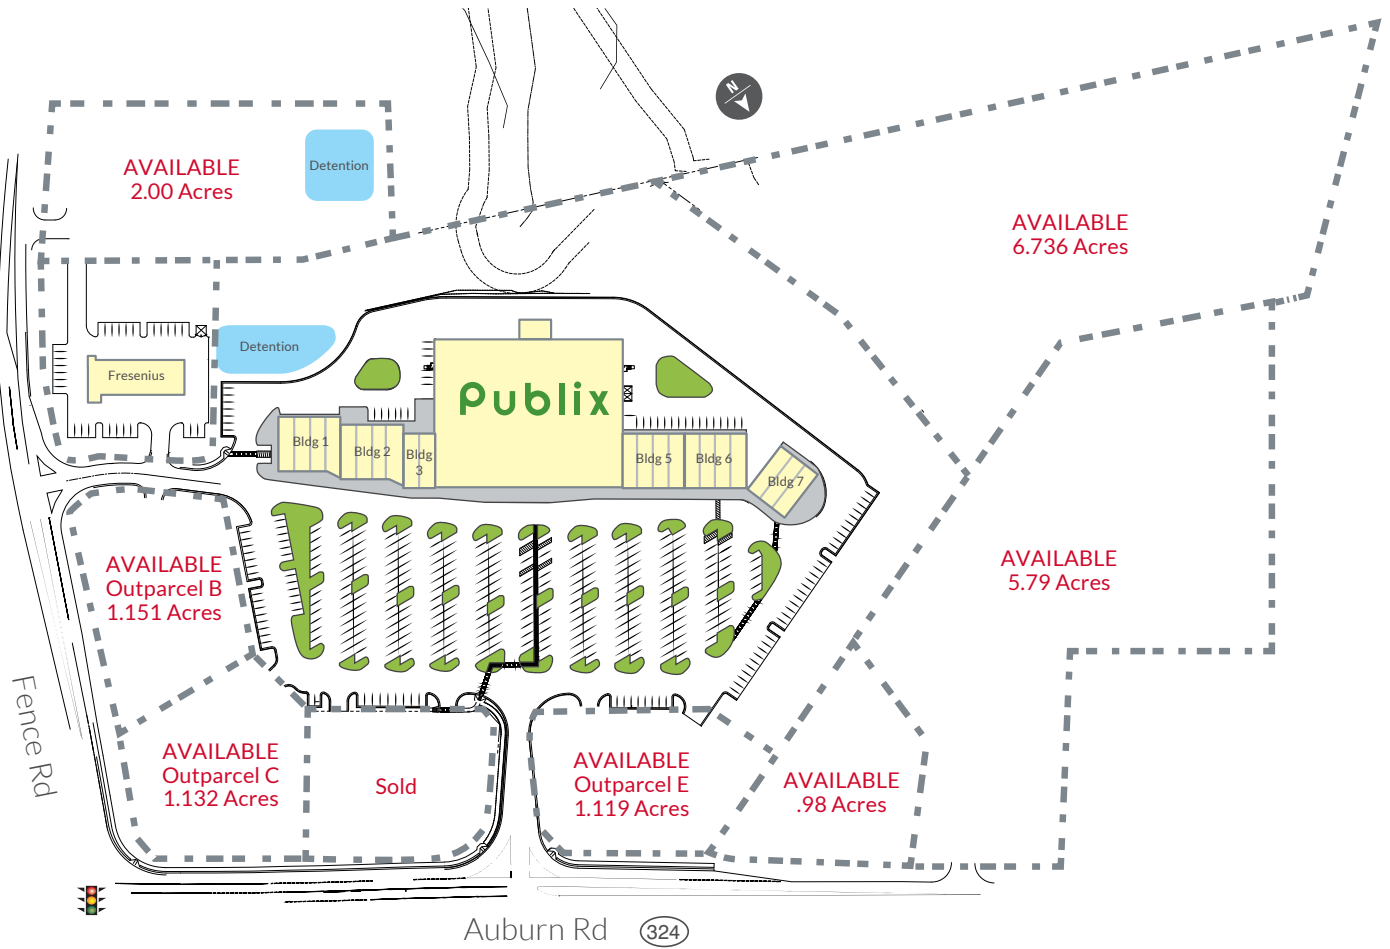 N
AVAILABLE
2.00 Acres
Detention
AVAILABLE
6.736 Acres
Detention
Fresenius
Publix
Bldg 1
Bldg 2
Bldg
3
Bldg 5
Bldg 6
Bldg 7
AVAILABLE
Outparcel B
1.151 Acres
AVAILABLE
5.79 Acres
Fence Rd
AVAILABLE
Outparcel C
1.132 Acres
Sold
AVAILABLE
Outparcel E
1.119 Acres
AVAILABLE
.98 Acres
Auburn Rd 324